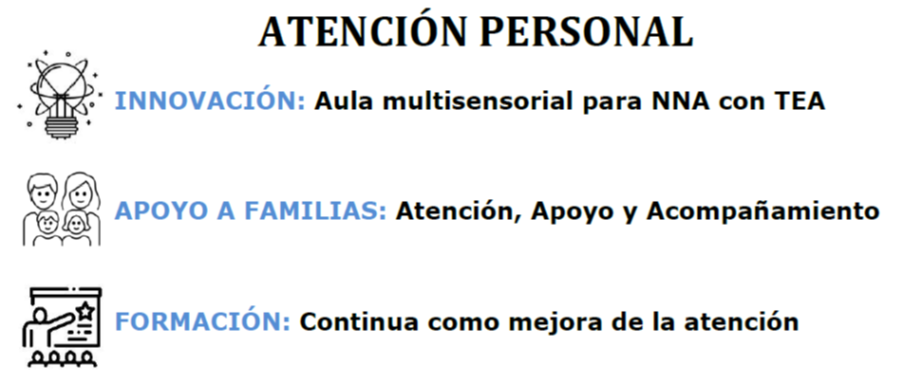 ATENCIÓN PERSONAL
INNOVACIÓN: Aula multisensorial para NNA con TEA
APOYO A FAMILIAS: Atención, Apoyo y Acompañamiento
FORMACIÓN: Continua como mejora de la atención